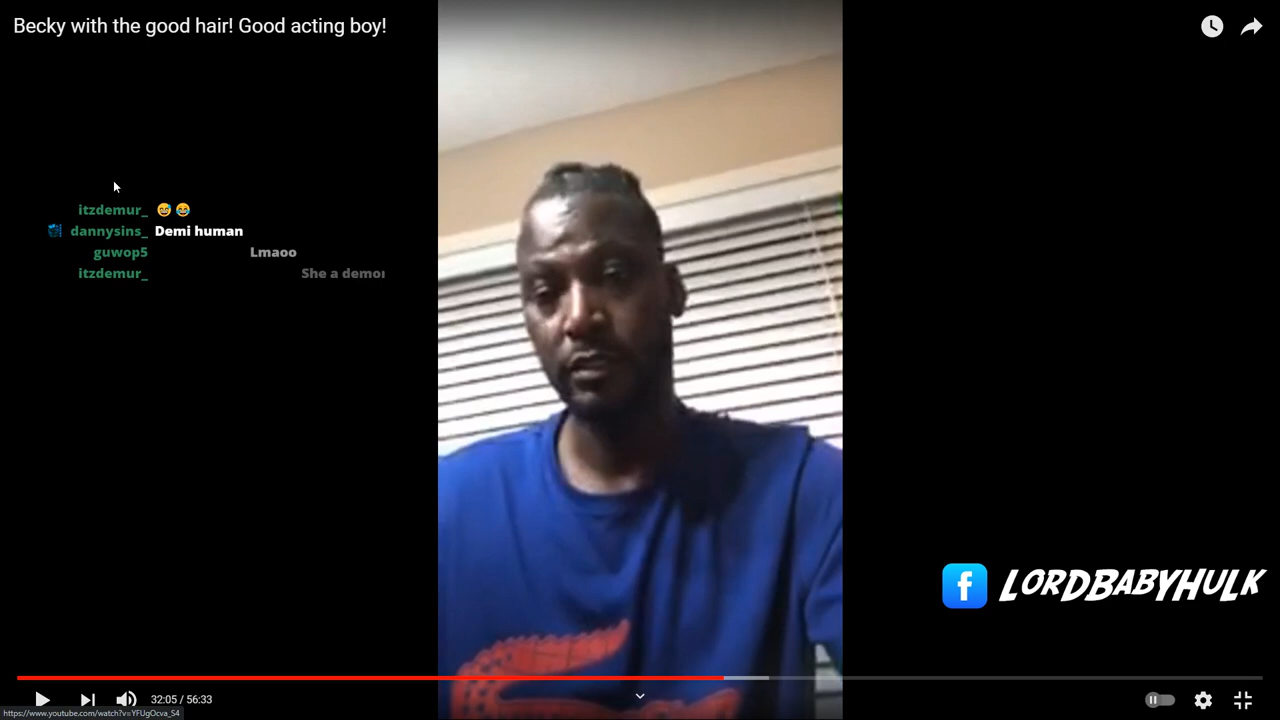 Becky with the good hair! Good acting boy!
itzdemur_ 😅 😂
dannysins_ Demi human
guwop5 Lmaoo
itzdemur_ She a demon
f LORDBABYHULK
32:05 / 56:33
https://www.youtube.com/watch?v=YFUgOcva_S4